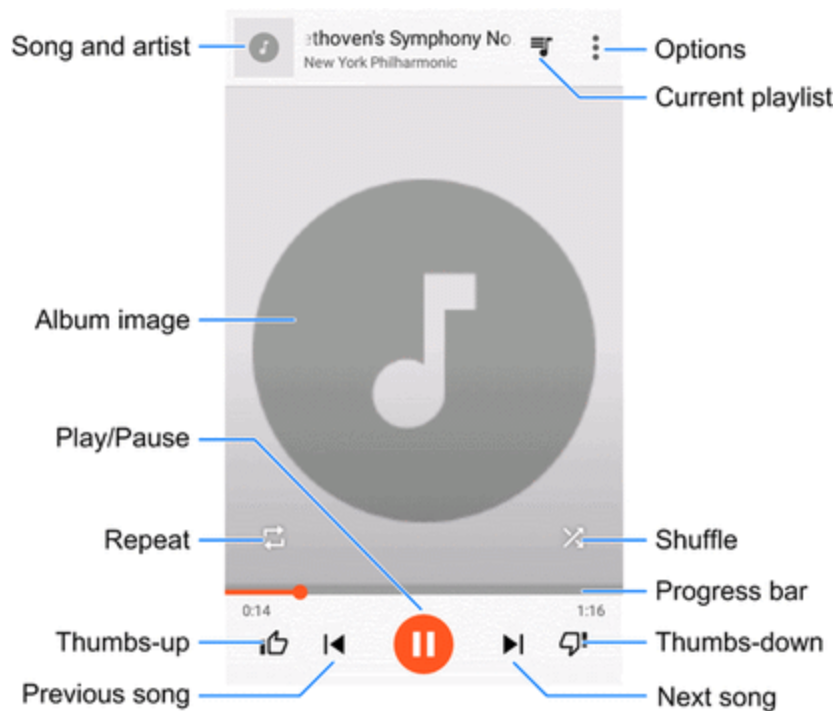 Song and artist
ethoven's Symphony No.
New York Philharmonic
Options
Current playlist
Album image
Play/Pause
Repeat
Shuffle
Progress bar
0:14
1:16
Thumbs-up
Thumbs-down
Previous song
Next song